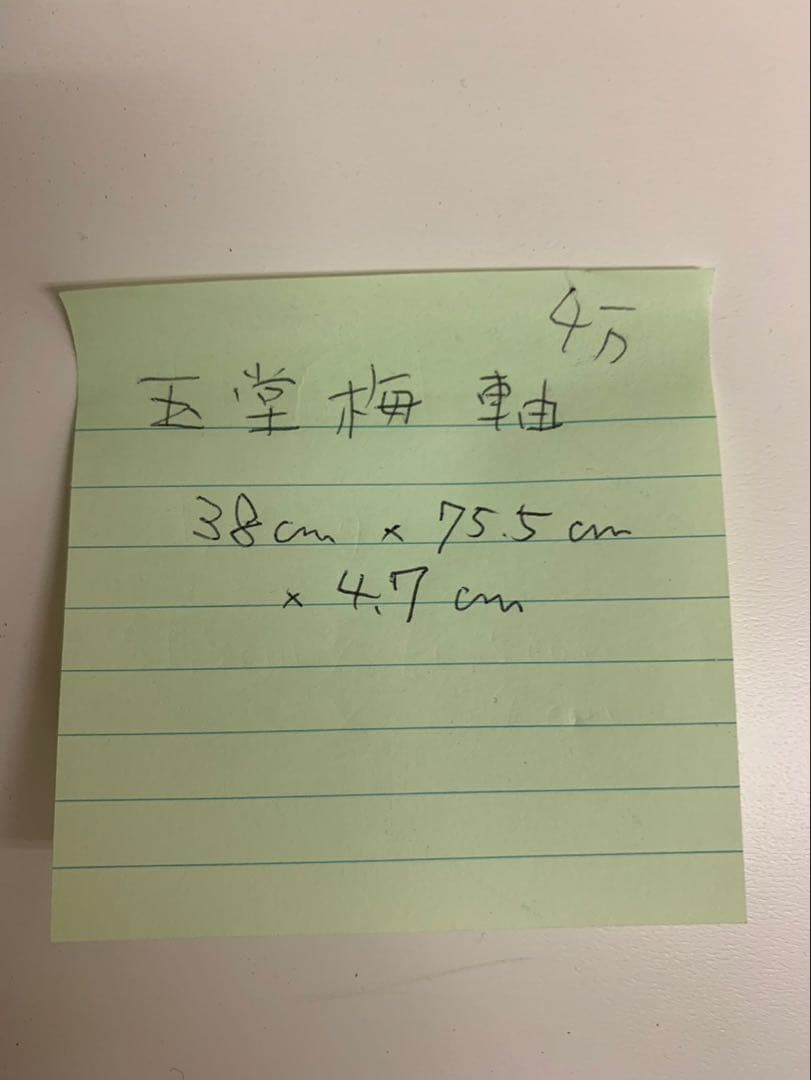 4万
玉堂梅 軸
38cm × 75.5cm
× 4.7cm